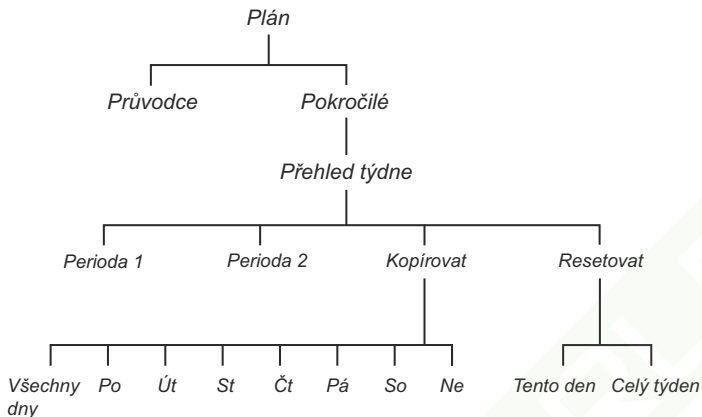 Plán
Průvodce Pokročilé
Přehled týdne
Perioda 1 Perioda 2 Kopírovat Resetovat
Všechny Po Út St Čt Pá So Ne Tento den Celý týden
dny